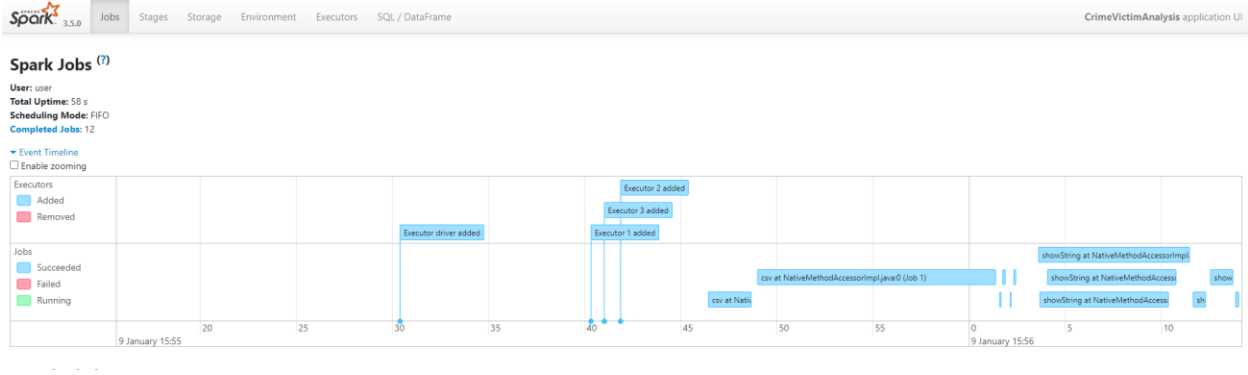 APACHE Spark 3.5.0 Jobs Stages Storage Environment Executors SQL / DataFrame CrimeVictimAnalysis application UI
Spark Jobs (?)
User: user
Total Uptime: 58 s
Scheduling Mode: FIFO
Completed Jobs: 12
Event Timeline
Enable zooming
Executors
Added
Removed
Executor 2 added
Executor 3 added
Executor driver added Executor 1 added
Jobs
Succeeded
Failed
Running
showString at NativeMethodAccessorImpl.
csv at NativeMethodAccessorImpl.java:0 (Job 1) showString at NativeMethodAccess show
csv at Nativ showString at NativeMethodAccess sh
20 25 30 35 40 45 50 55 0 5 10
9 January 15:55 9 January 15:56